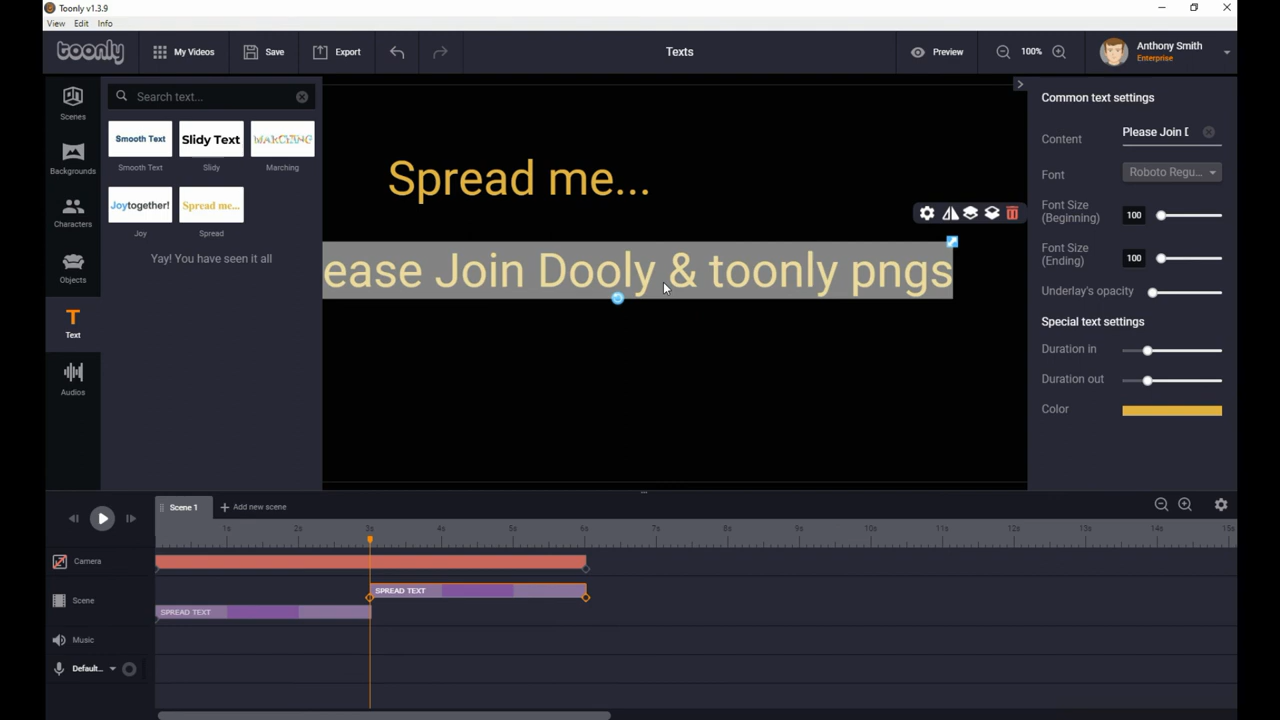 Toonly v1.3.9
View Edit Info
toonly My Videos Save Export Texts Preview 100% Anthony Smith
Enterprise
Scenes
Backgrounds
Characters
Objects
Text
Audios
Search text...
Smooth Text Slidy Text MARCHING
Smooth Text Slidy Marching
Joytogether! Spread me...
Joy Spread
Yay! You have seen it all
Spread me...
ease Join Dooly & toonly pngs
Common text settings
Content Please Join D
Font Roboto Regu...
Font Size
(Beginning) 100
Font Size
(Ending) 100
Underlay's opacity
Special text settings
Duration in
Duration out
Color
Scene 1 Add new scene
1s 2s 3s 4s 5s 6s 7s 8s 9s 10s 11s 12s 13s 14s 15s
Camera
Scene
SPREAD TEXT
SPREAD TEXT
Music
Default...